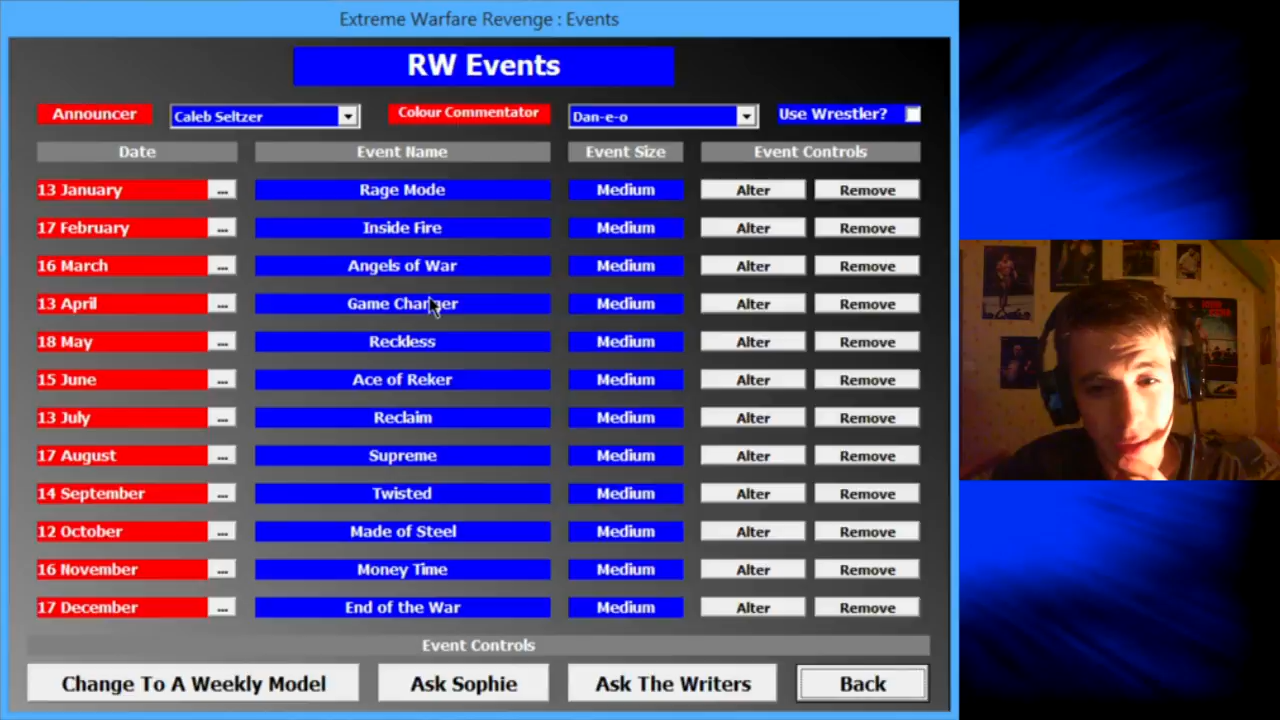 Extreme Warfare Revenge : Events
RW Events
Announcer Caleb Seltzer Colour Commentator Dan-e-o Use Wrestler?
Date Event Name Event Size Event Controls
13 January ... Rage Mode Medium Alter Remove
17 February ... Inside Fire Medium Alter Remove
16 March ... Angels of War Medium Alter Remove
13 April ... Game Changer Medium Alter Remove
18 May ... Reckless Medium Alter Remove
15 June ... Ace of Reker Medium Alter Remove
13 July ... Reclaim Medium Alter Remove
17 August ... Supreme Medium Alter Remove
14 September ... Twisted Medium Alter Remove
12 October ... Made of Steel Medium Alter Remove
16 November ... Money Time Medium Alter Remove
17 December ... End of the War Medium Alter Remove
Event Controls
Change To A Weekly Model Ask Sophie Ask The Writers Back